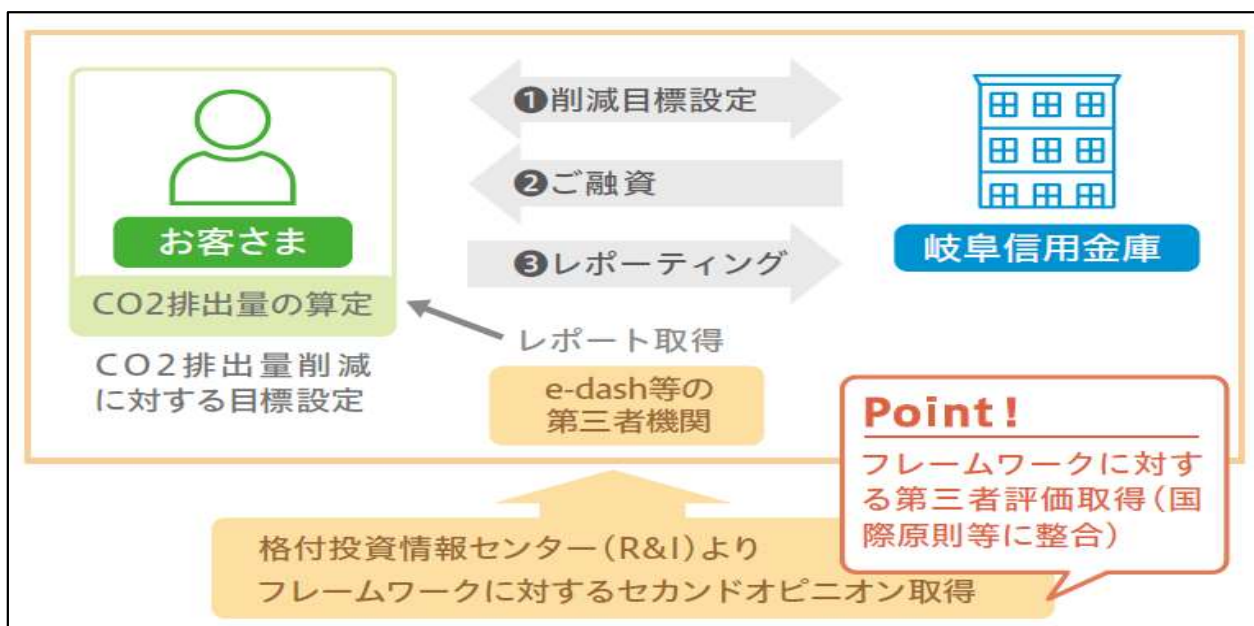 ❶削減目標設定
❷ご融資
❸レポーティング
お客さま
CO2排出量の算定
CO2排出量削減
に対する目標設定
岐阜信用金庫
レポート取得
e-dash等の
第三者機関
Point!
フレームワークに対す
る第三者評価取得(国
際原則等に整合)
格付投資情報センター(R&I)より
フレームワークに対するセカンドオピニオン取得